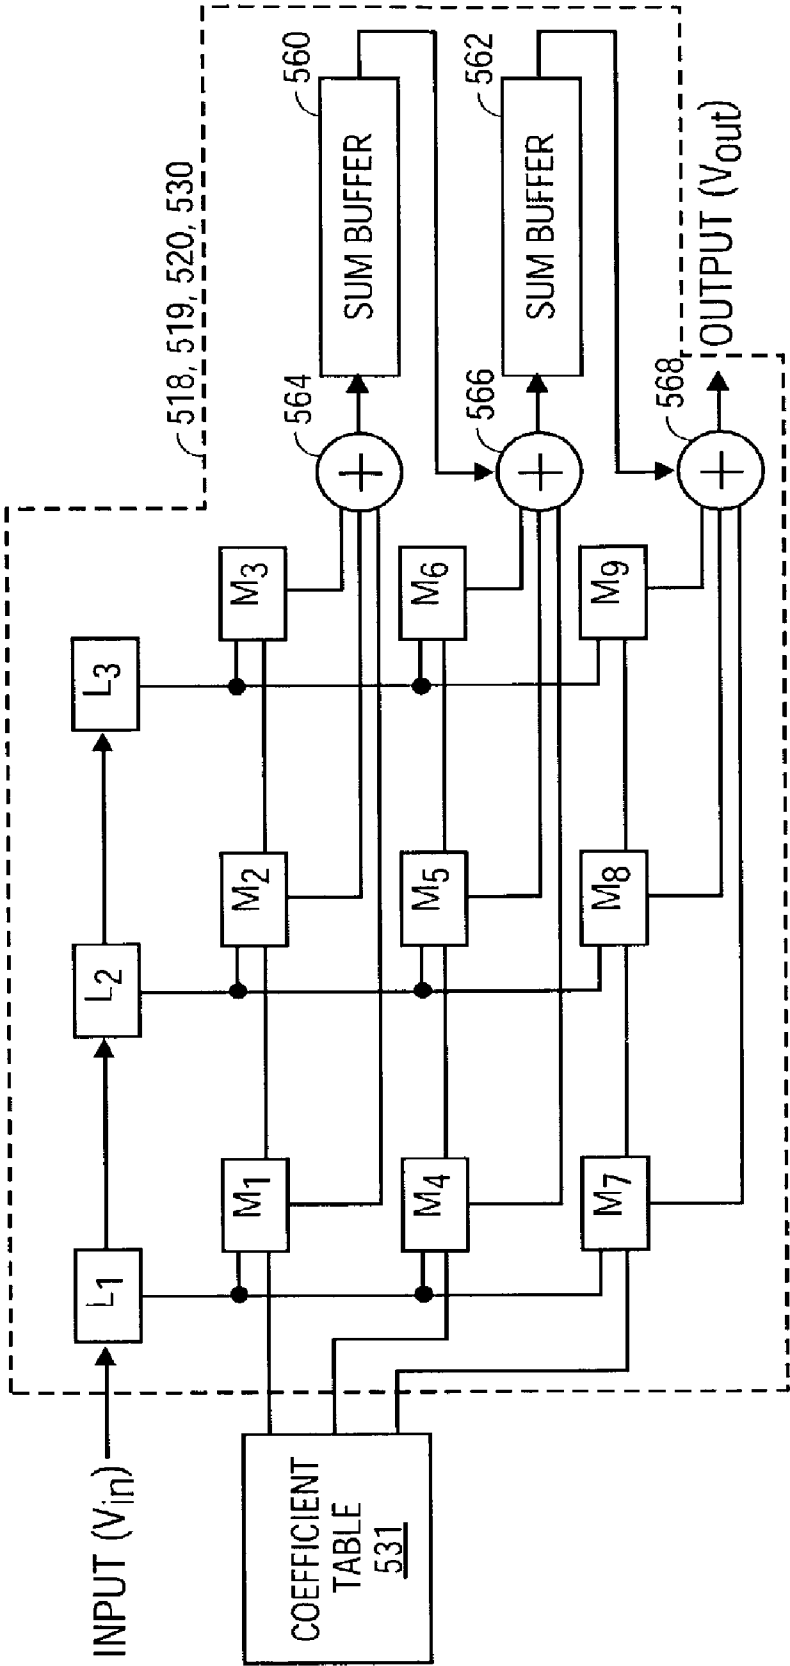 518, 519, 520, 530
INPUT (Vin)
L1
L2
L3
COEFFICIENT
TABLE
531
M1
M2
M3
564
560
SUM BUFFER
M4
M5
M6
566
562
SUM BUFFER
M7
M8
M9
568
OUTPUT (Vout)
+
+
+